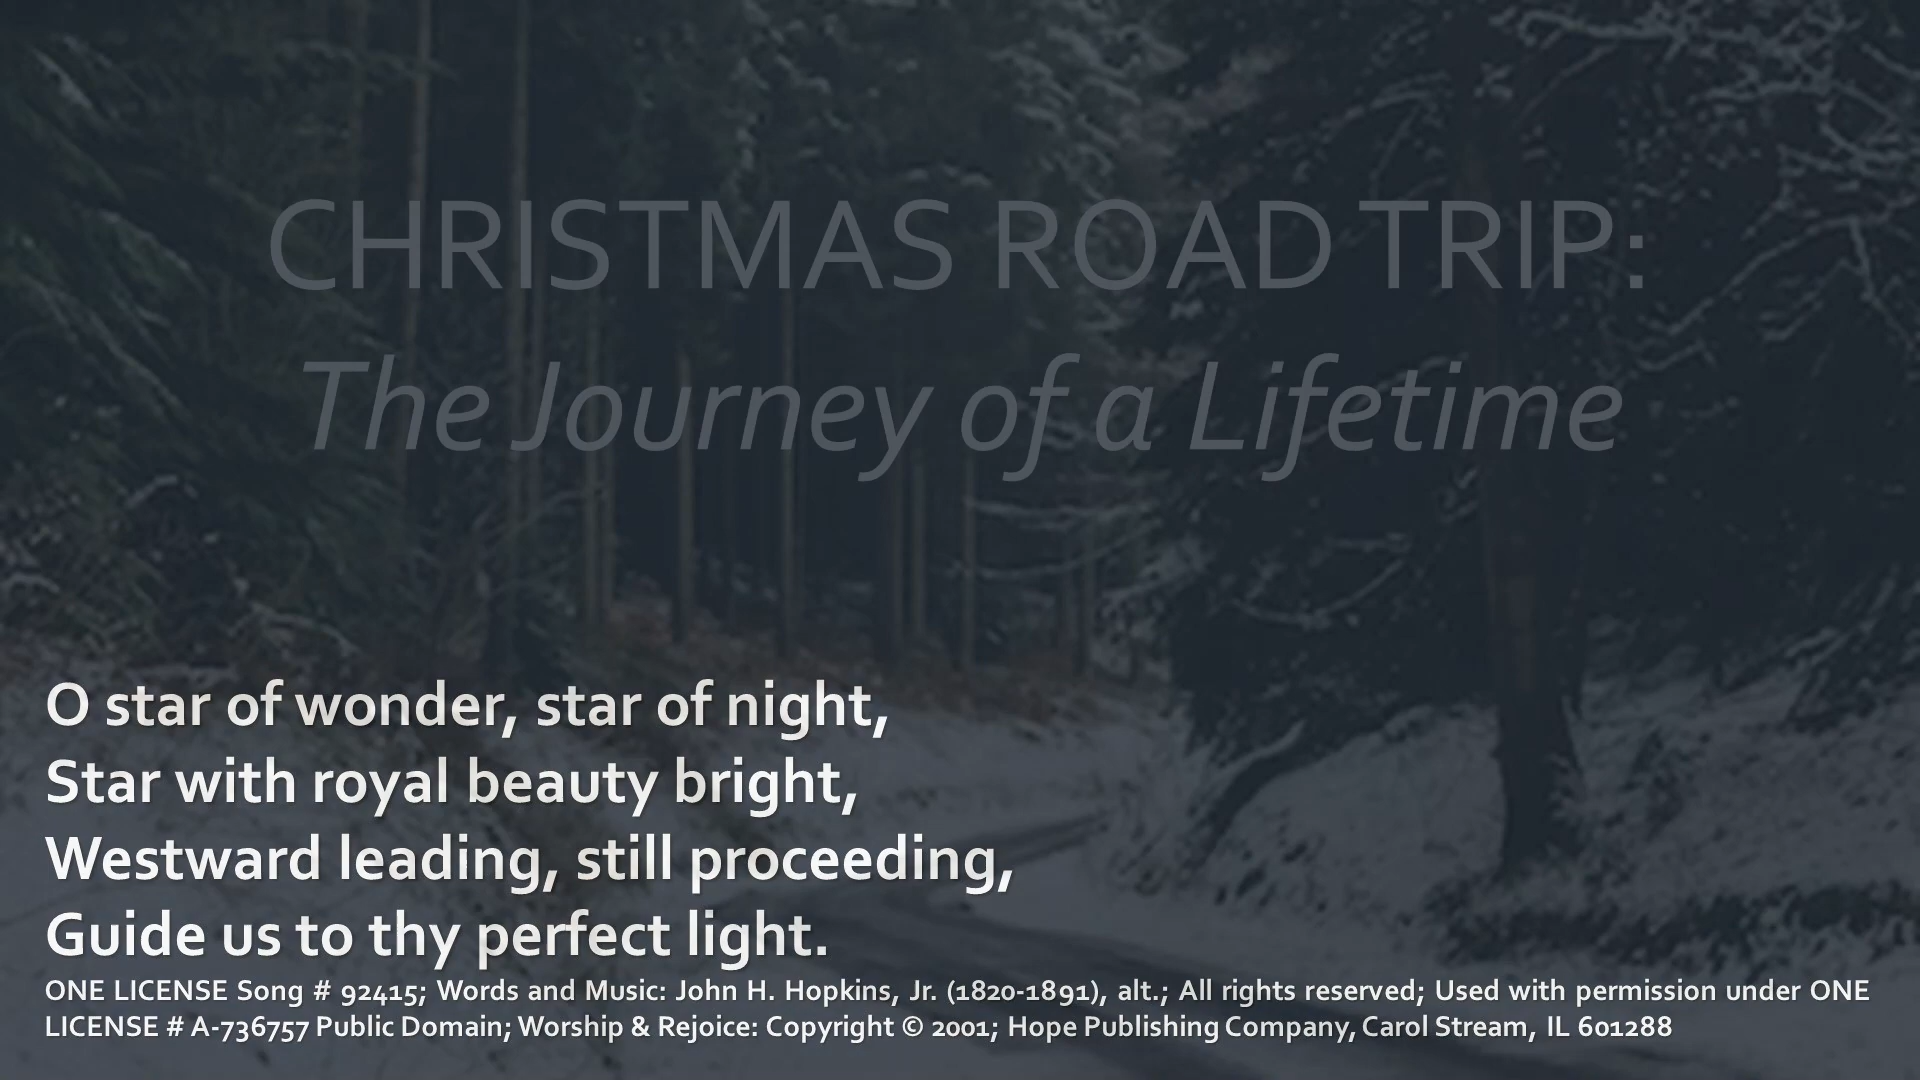 CHRISTMAS ROAD TRIP:
The Journey of a Lifetime
O star of wonder, star of night,
Star with royal beauty bright,
Westward leading, still proceeding,
Guide us to thy perfect light.
ONE LICENSE Song # 92415; Words and Music: John H. Hopkins, Jr. (1820-1891), alt.; All rights reserved; Used with permission under ONE
LICENSE # A-736757 Public Domain; Worship & Rejoice: Copyright © 2001; Hope Publishing Company, Carol Stream, IL 601288